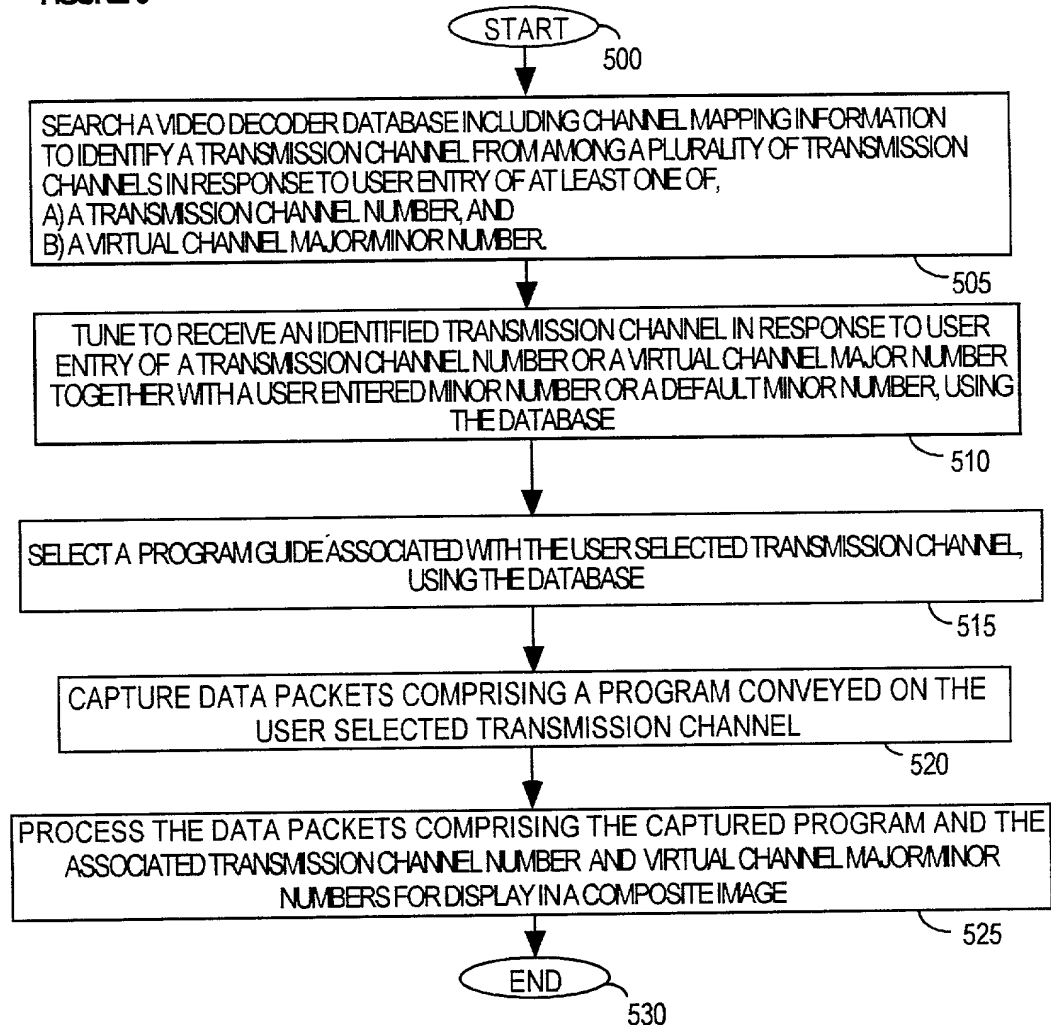 START
500
SEARCH A VIDEO DECODER DATABASE INCLUDING CHANNEL MAPPING INFORMATION
TO IDENTIFY A TRANSMISSION CHANNEL FROM AMONG A PLURALITY OF TRANSMISSION
CHANNELS IN RESPONSE TO USER ENTRY OF AT LEAST ONE OF,
A) A TRANSMISSION CHANNEL NUMBER, AND
B) A VIRTUAL CHANNEL MAJOR/MINOR NUMBER.
505
TUNE TO RECEIVE AN IDENTIFIED TRANSMISSION CHANNEL IN RESPONSE TO USER
ENTRY OF A TRANSMISSION CHANNEL NUMBER OR A VIRTUAL CHANNEL MAJOR NUMBER
TOGETHER WITH A USER ENTERED MINOR NUMBER OR A DEFAULT MINOR NUMBER, USING
THE DATABASE
510
SELECT A PROGRAM GUIDE ASSOCIATED WITH THE USER SELECTED TRANSMISSION CHANNEL,
USING THE DATABASE
515
CAPTURE DATA PACKETS COMPRISING A PROGRAM CONVEYED ON THE
USER SELECTED TRANSMISSION CHANNEL
520
PROCESS THE DATA PACKETS COMPRISING THE CAPTURED PROGRAM AND THE
ASSOCIATED TRANSMISSION CHANNEL NUMBER AND VIRTUAL CHANNEL MAJOR/MINOR
NUMBERS FOR DISPLAY IN A COMPOSITE IMAGE
525
END
530